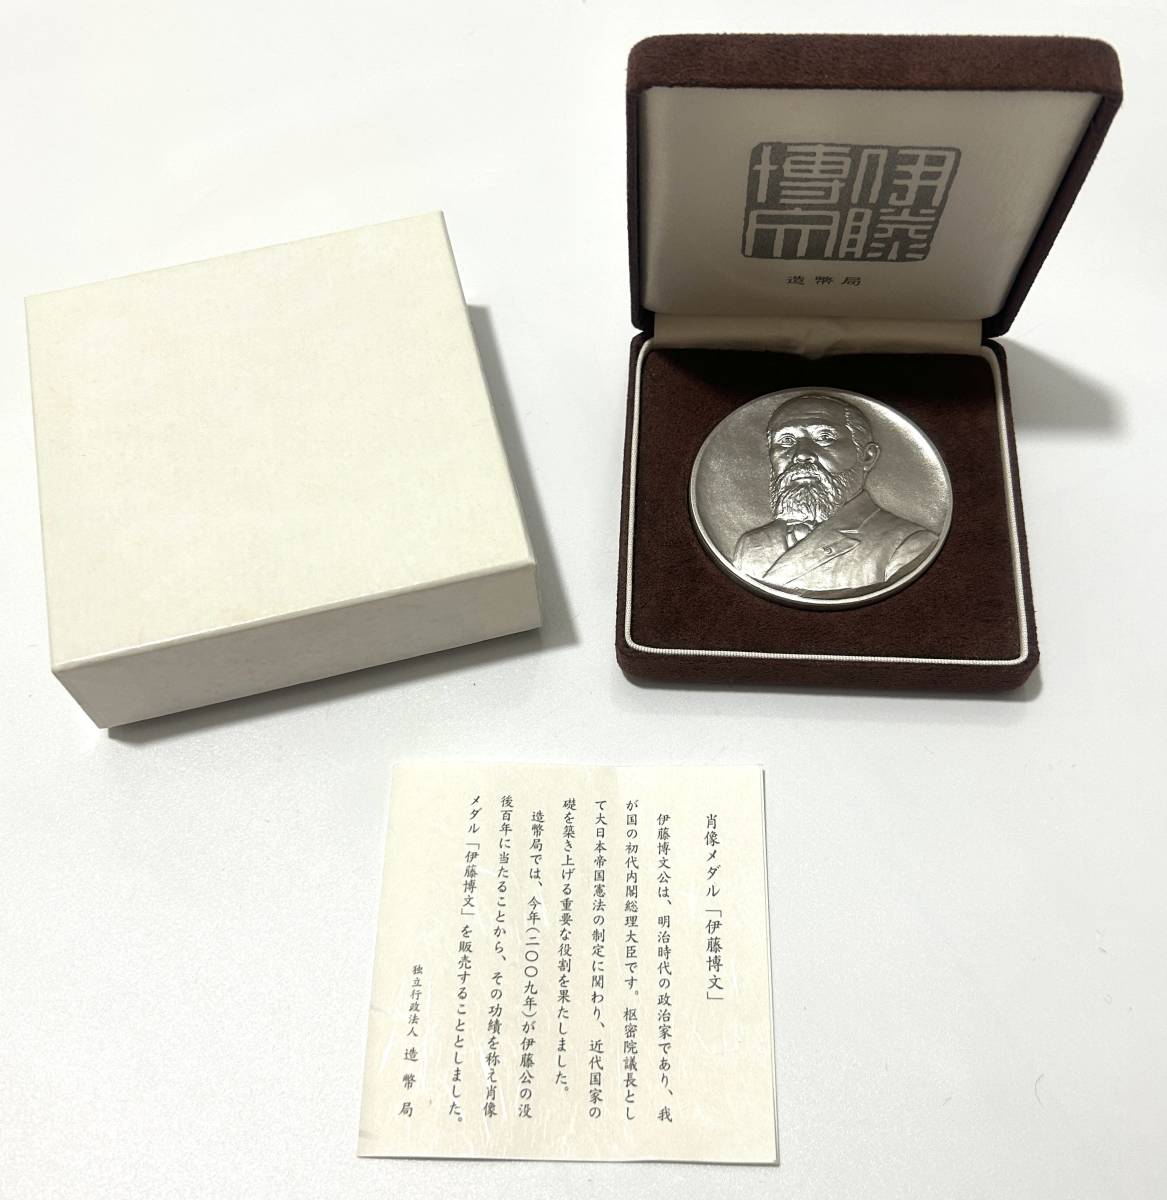 伊藤
博文
造幣局
肖像メダル「伊藤博文」
伊藤博文公は、明治時代の政治家であり、我
が国の初代内閣総理大臣です。枢密院議長とし
て大日本帝国憲法の制定に関わり、近代国家の
礎を築き上げる重要な役割を果たしました。
造幣局では、今年(二〇〇九年)が伊藤公の没
後百年に当たることから、その功績を称え肖像
メダル「伊藤博文」を販売することとしました。
独立行政法人 造幣局